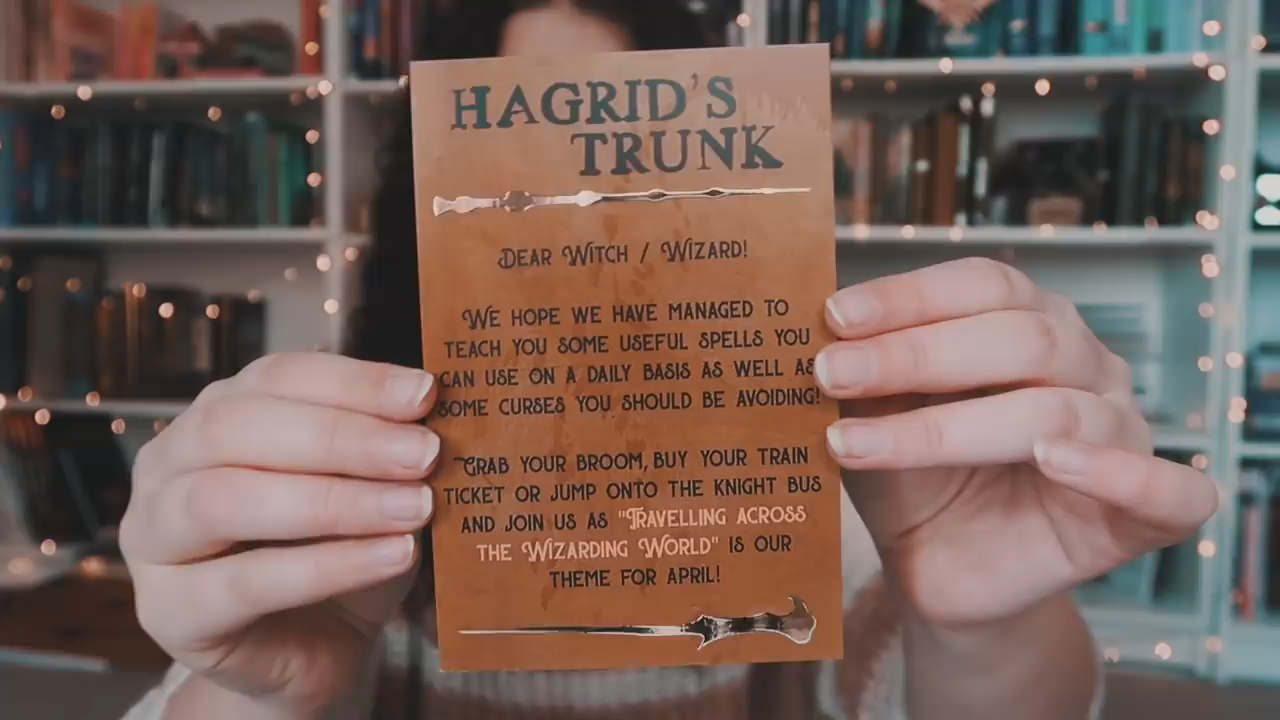 HAGRID'S
TRUNK
DEAR WITCH / WIZARD!
WE HOPE WE HAVE MANAGED TO
TEACH YOU SOME USEFUL SPELLS YOU
CAN USE ON A DAILY BASIS AS WELL AS
SOME CURSES YOU SHOULD BE AVOIDING!
GRAB YOUR BROOM, BUY YOUR TRAIN
TICKET OR JUMP ONTO THE KNIGHT BUS
AND JOIN US AS "TRAVELLING ACROSS
THE WIZARDING WORLD" IS OUR
THEME FOR APRIL!